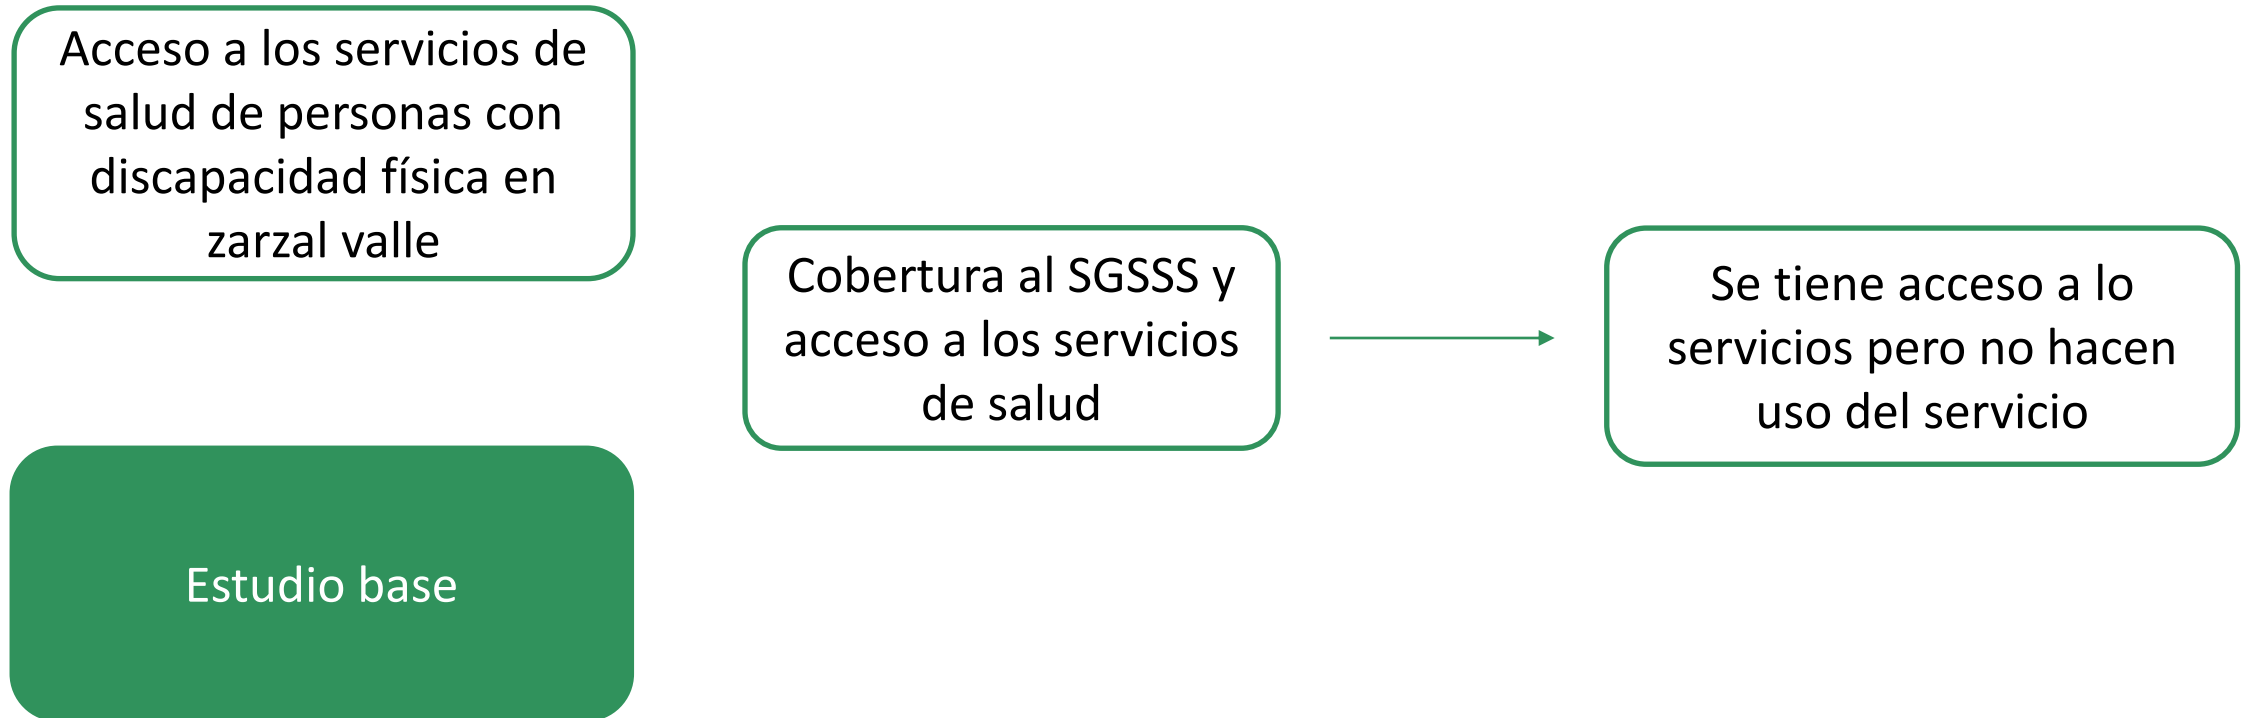 Acceso a los servicios de
salud de personas con
discapacidad física en
zarzal valle
Estudio base
Cobertura al SGSSS y
acceso a los servicios
de salud
Se tiene acceso a lo
servicios pero no hacen
uso del servicio